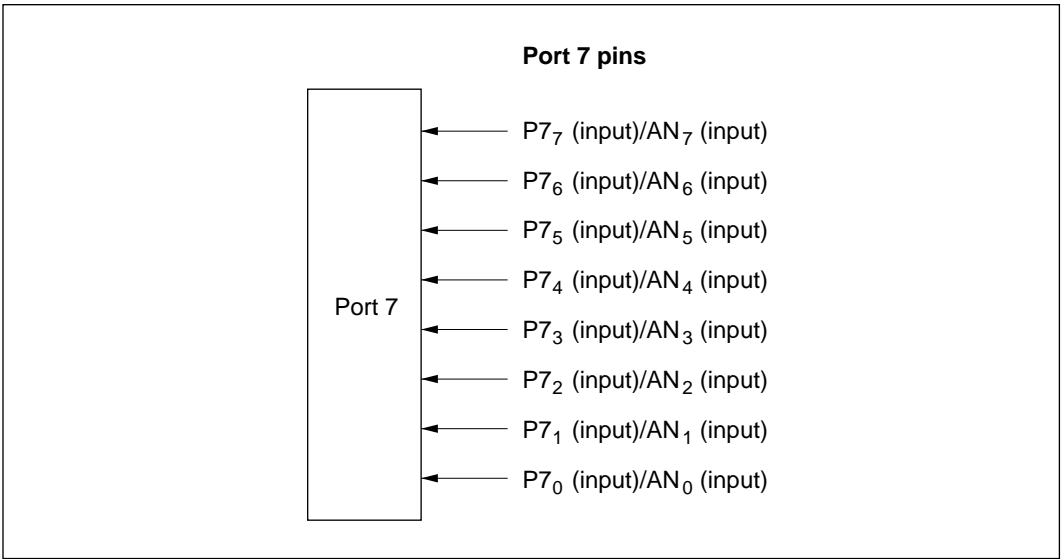 Port 7 pins
P7₇ (input)/AN₇ (input)
P7₆ (input)/AN₆ (input)
P7₅ (input)/AN₅ (input)
P7₄ (input)/AN₄ (input)
Port 7
P7₃ (input)/AN₃ (input)
P7₂ (input)/AN₂ (input)
P7₁ (input)/AN₁ (input)
P7₀ (input)/AN₀ (input)